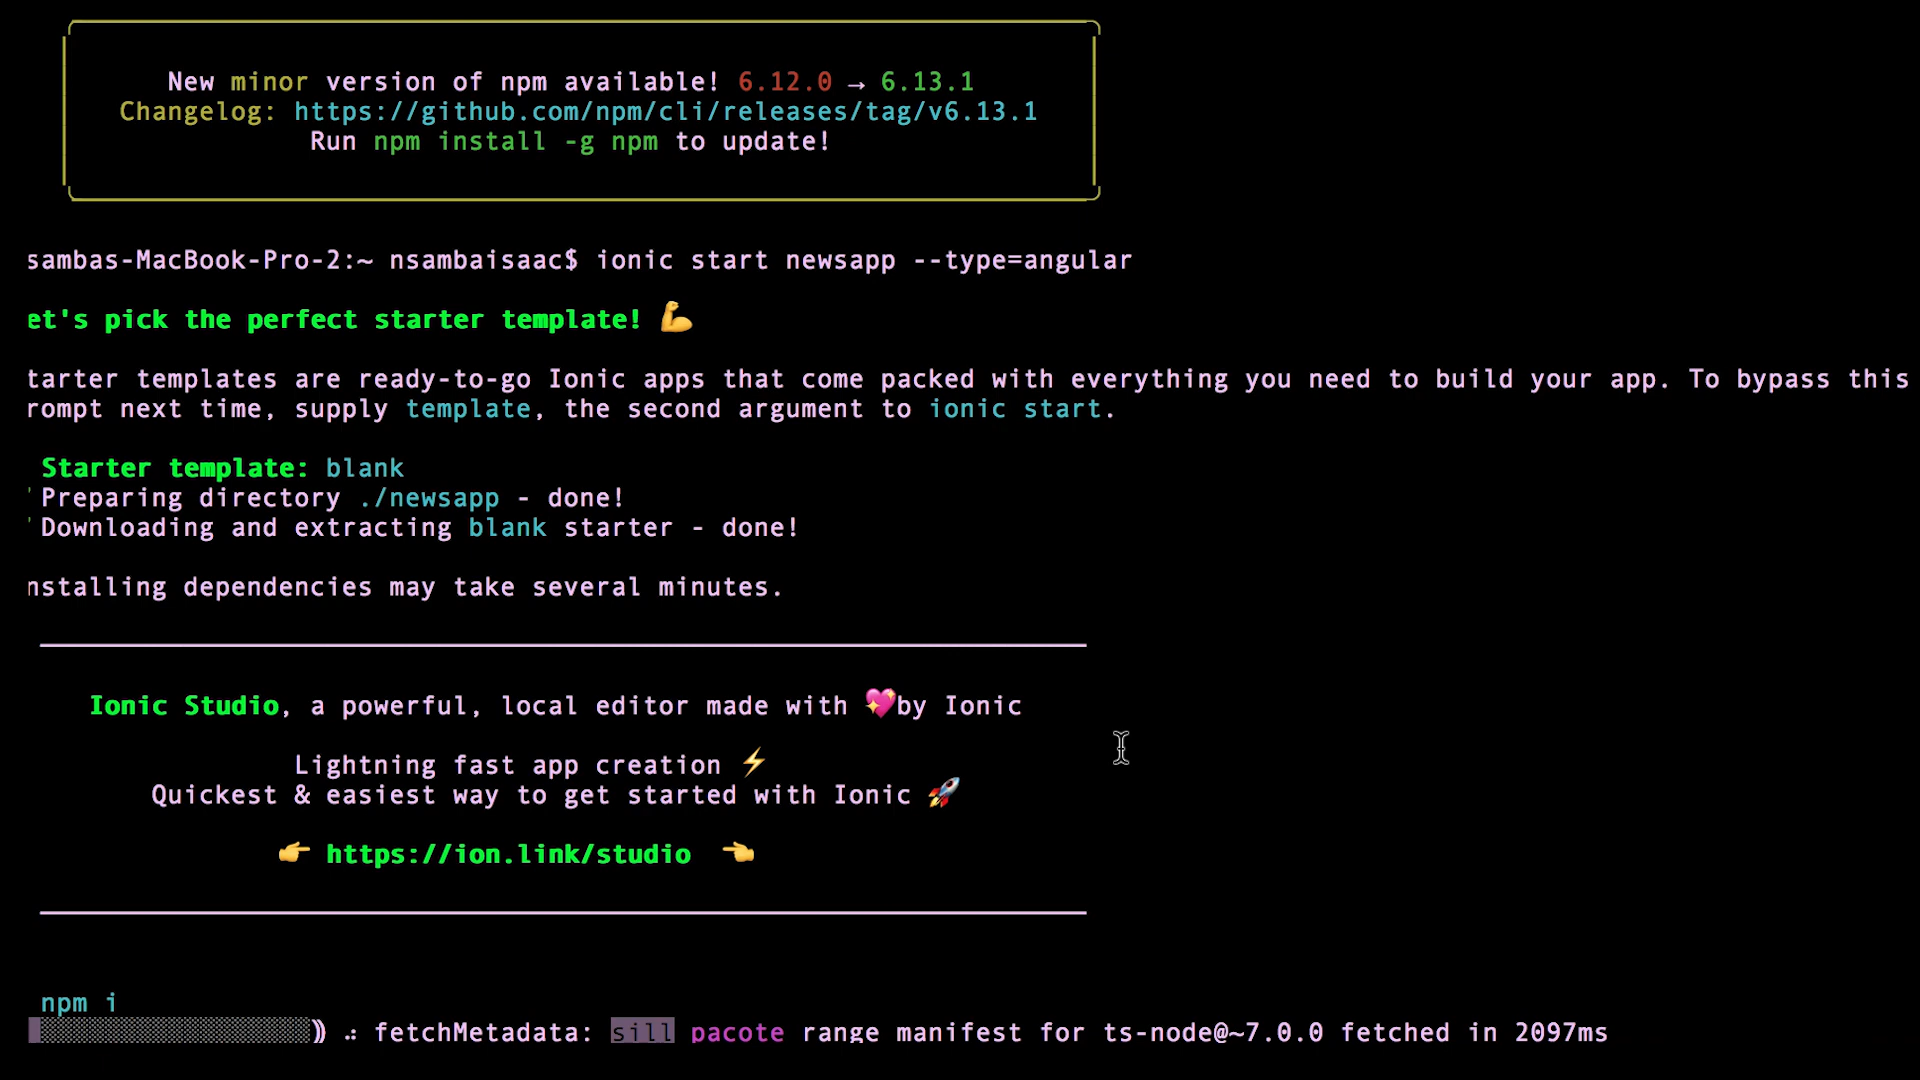 New minor version of npm available! 6.12.0 → 6.13.1
Changelog: https://github.com/npm/cli/releases/tag/v6.13.1
Run npm install -g npm to update!
sambas-MacBook-Pro-2:~ nsambaisaac$ ionic start newsapp --type=angular
et's pick the perfect starter template! 💪
tarter templates are ready-to-go Ionic apps that come packed with everything you need to build your app. To bypass this
rompt next time, supply template, the second argument to ionic start.
Starter template: blank
Preparing directory ./newsapp - done!
Downloading and extracting blank starter - done!
nstalling dependencies may take several minutes.
Ionic Studio, a powerful, local editor made with 💖by Ionic
Lightning fast app creation ⚡
Quickest & easiest way to get started with Ionic 🚀
👉 https://ion.link/studio 👈
npm i
⸩ ⠴ fetchMetadata: sill pacote range manifest for ts-node@~7.0.0 fetched in 2097ms